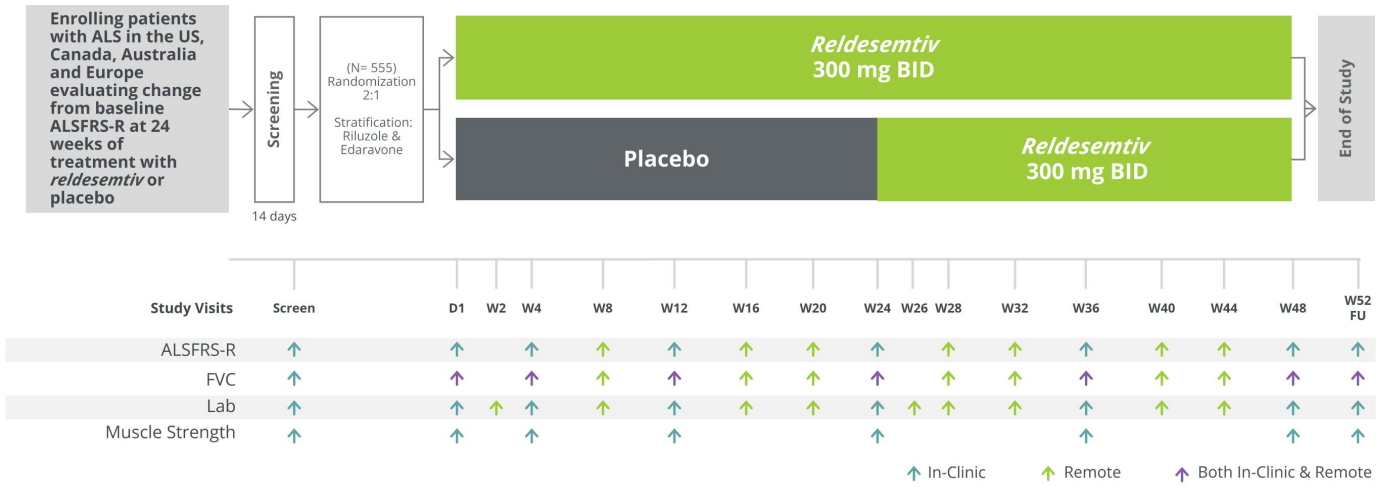 Enrolling patients
with ALS in the US,
Canada, Australia
and Europe
evaluating change
from baseline
ALSFRS-R at 24
weeks of
treatment with
reldesemtiv or
placebo
Screening
14 days
(N= 555)
Randomization
2:1
Stratification:
Riluzole &
Edaravone
Reldesemtiv
300 mg BID
Placebo
Reldesemtiv
300 mg BID
End of Study
Study Visits Screen D1 W2 W4 W8 W12 W16 W20 W24 W26 W28 W32 W36 W40 W44 W48 W52
FU
ALSFRS-R
FVC
Lab
Muscle Strength
In-Clinic Remote Both In-Clinic & Remote